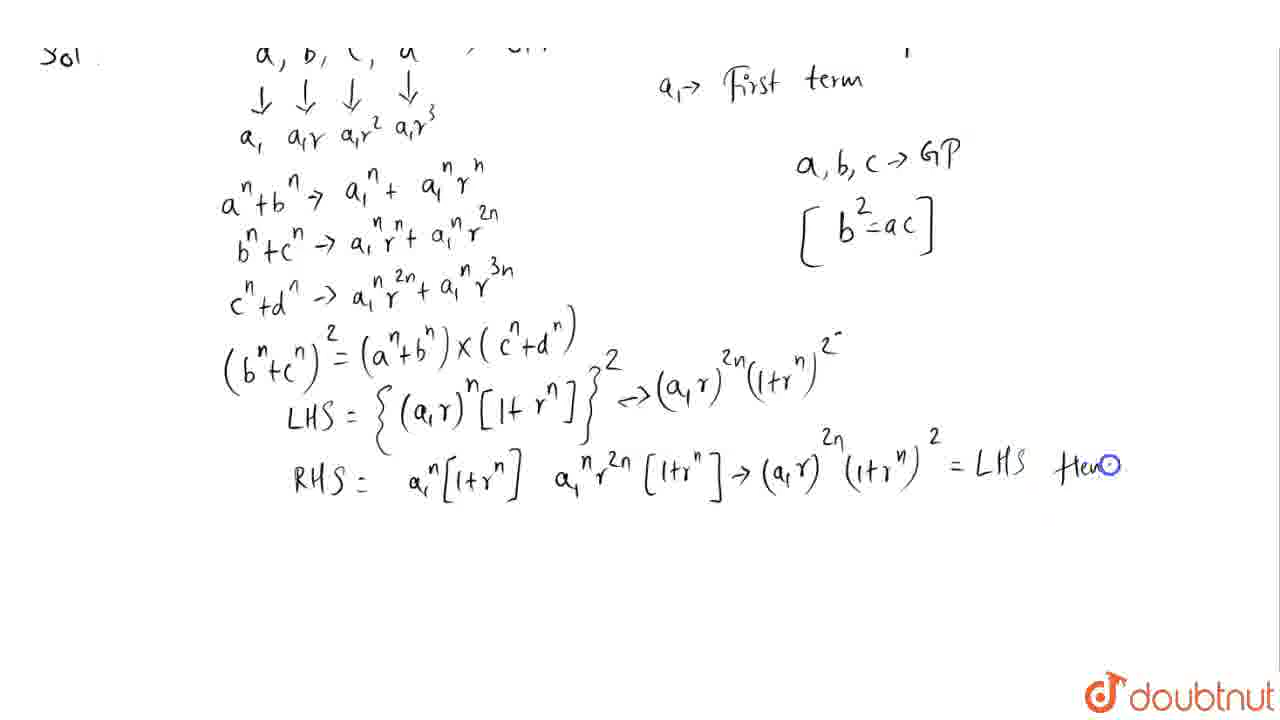 Sol.
a, b, c, d
a₁→ First term
↓ ↓ ↓ ↓
a₁ a₁r a₁r² a₁r³
a, b, c → GP
aⁿ+bⁿ → a₁ⁿ + a₁ⁿrⁿ
[b²=ac]
bⁿ+cⁿ → a₁ⁿrⁿ + a₁ⁿr²ⁿ
cⁿ+dⁿ → a₁ⁿr²ⁿ + a₁ⁿr³ⁿ
(bⁿ+cⁿ)² = (aⁿ+bⁿ) × (cⁿ+dⁿ)
LHS = {(a₁r)ⁿ[1+rⁿ]}² → (a₁r)²ⁿ(1+rⁿ)²
RHS = a₁ⁿ[1+rⁿ] a₁ⁿr²ⁿ[1+rⁿ] → (a₁r)²ⁿ(1+rⁿ)² = LHS Henc
doubtnut